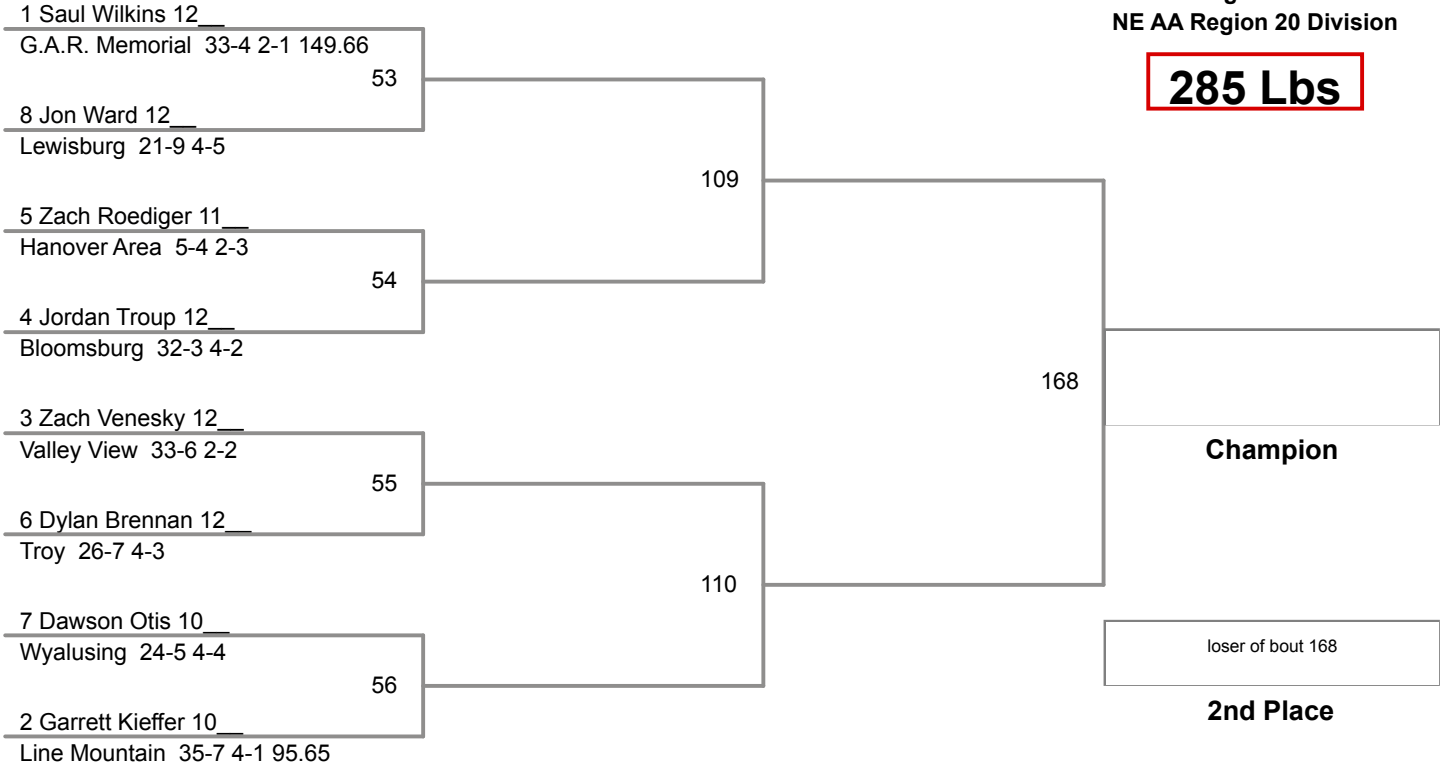 1 Saul Wilkins 12__
G.A.R. Memorial 33-4 2-1 149.66
53
8 Jon Ward 12__
Lewisburg 21-9 4-5
109
5 Zach Roediger 11__
Hanover Area 5-4 2-3
54
4 Jordan Troup 12__
Bloomsburg 32-3 4-2
168
3 Zach Venesky 12__
Valley View 33-6 2-2
55
6 Dylan Brennan 12__
Troy 26-7 4-3
110
7 Dawson Otis 10__
Wyalusing 24-5 4-4
56
2 Garrett Kieffer 10__
Line Mountain 35-7 4-1 95.65
NE AA Region 20 Division
285 Lbs
Champion
loser of bout 168
2nd Place